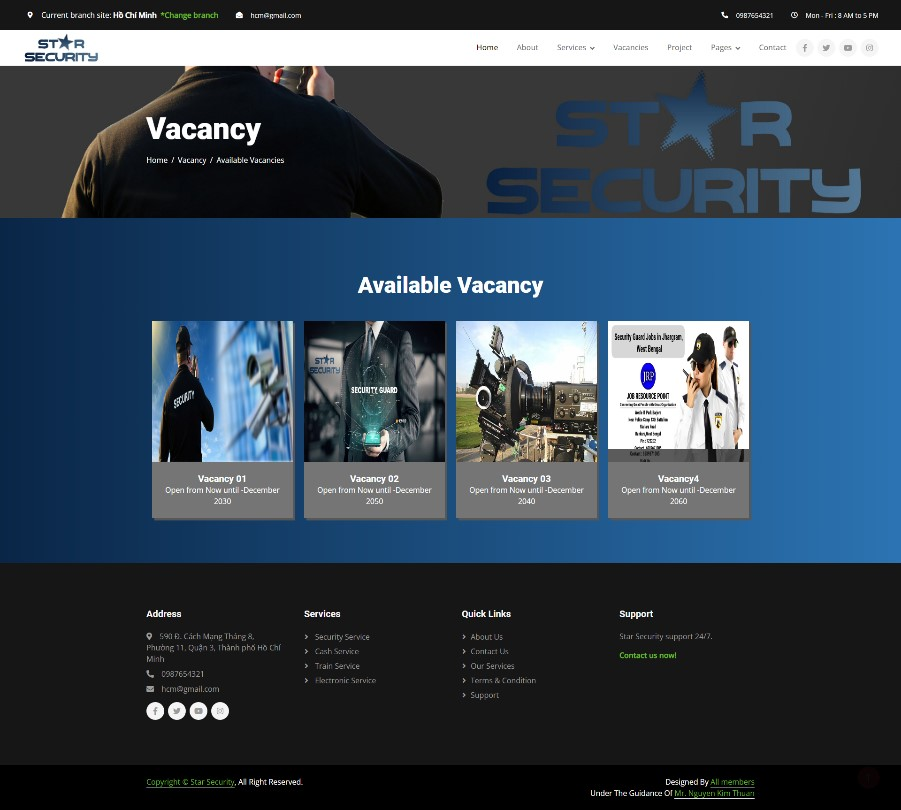 Current branch site: Hồ Chí Minh *Change branch
hcm@gmail.com
0987654321
Mon - Fri : 8 AM to 5 PM
STAR
SECURITY
Home
About
Services
Vacancies
Project
Pages
Contact
Vacancy
Home / Vacancy / Available Vacancies
STAR
SECURITY
Available Vacancy
SECURITY
STAR
SECURITY
SECURITY GUARD
Security Guard Jobs in Jhargram,
West Bengal
JRP
JOB RESOURCE POINT
Vacancy 01
Open from Now until -December
2030
Vacancy 02
Open from Now until -December
2050
Vacancy 03
Open from Now until -December
2040
Vacancy4
Open from Now until -December
2060
Address
590 Đ. Cách Mạng Tháng 8,
Phường 11, Quận 3, Thành phố Hồ Chí
Minh
0987654321
hcm@gmail.com
Services
Security Service
Cash Service
Train Service
Electronic Service
Quick Links
About Us
Contact Us
Our Services
Terms & Condition
Support
Support
Star Security support 24/7.
Contact us now!
Copyright © Star Security, All Right Reserved.
Designed By All members
Under The Guidance Of Mr. Nguyen Kim Thuan